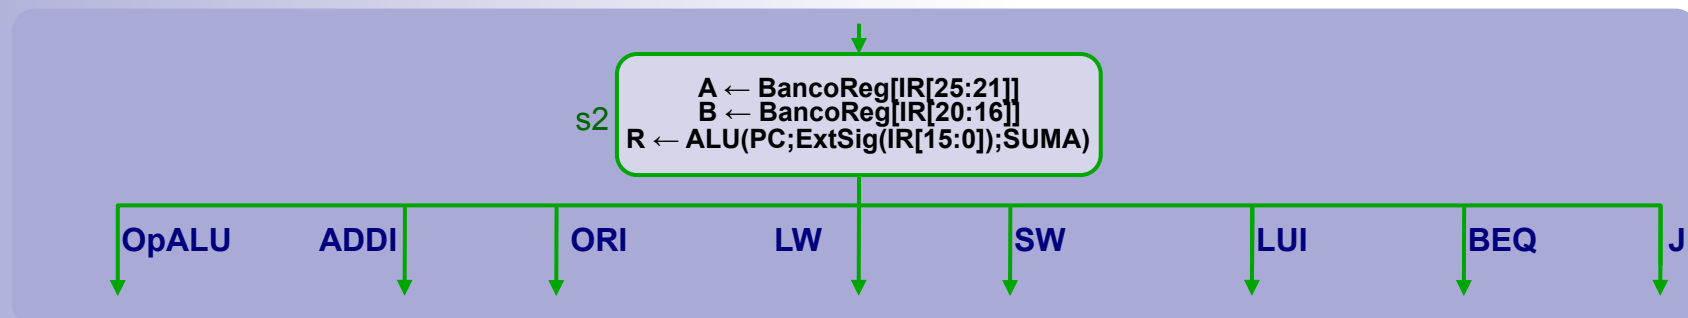 A ← BancoReg[IR[25:21]]
B ← BancoReg[IR[20:16]]
s2
R ← ALU(PC;ExtSig(IR[15:0]);SUMA)
OpALU ADDI ORI LW SW LUI BEQ J